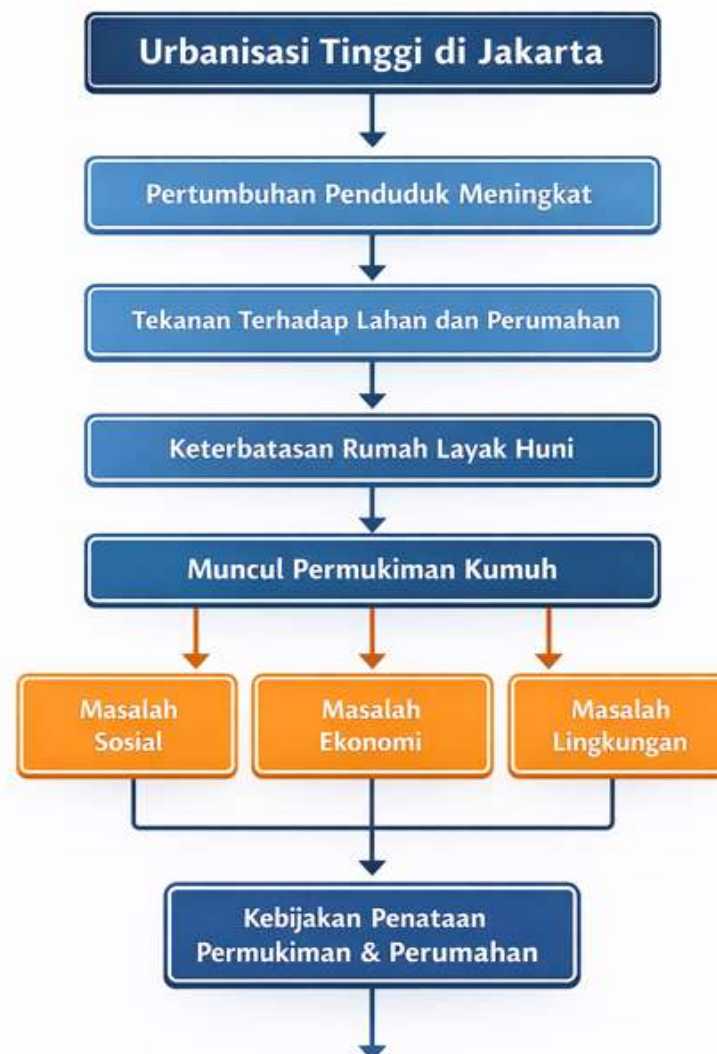 Urbanisasi Tinggi di Jakarta
Pertumbuhan Penduduk Meningkat
Tekanan Terhadap Lahan dan Perumahan
Keterbatasan Rumah Layak Huni
Muncul Permukiman Kumuh
Masalah
Sosial
Masalah
Ekonomi
Masalah
Lingkungan
Kebijakan Penataan
Permukiman & Perumahan